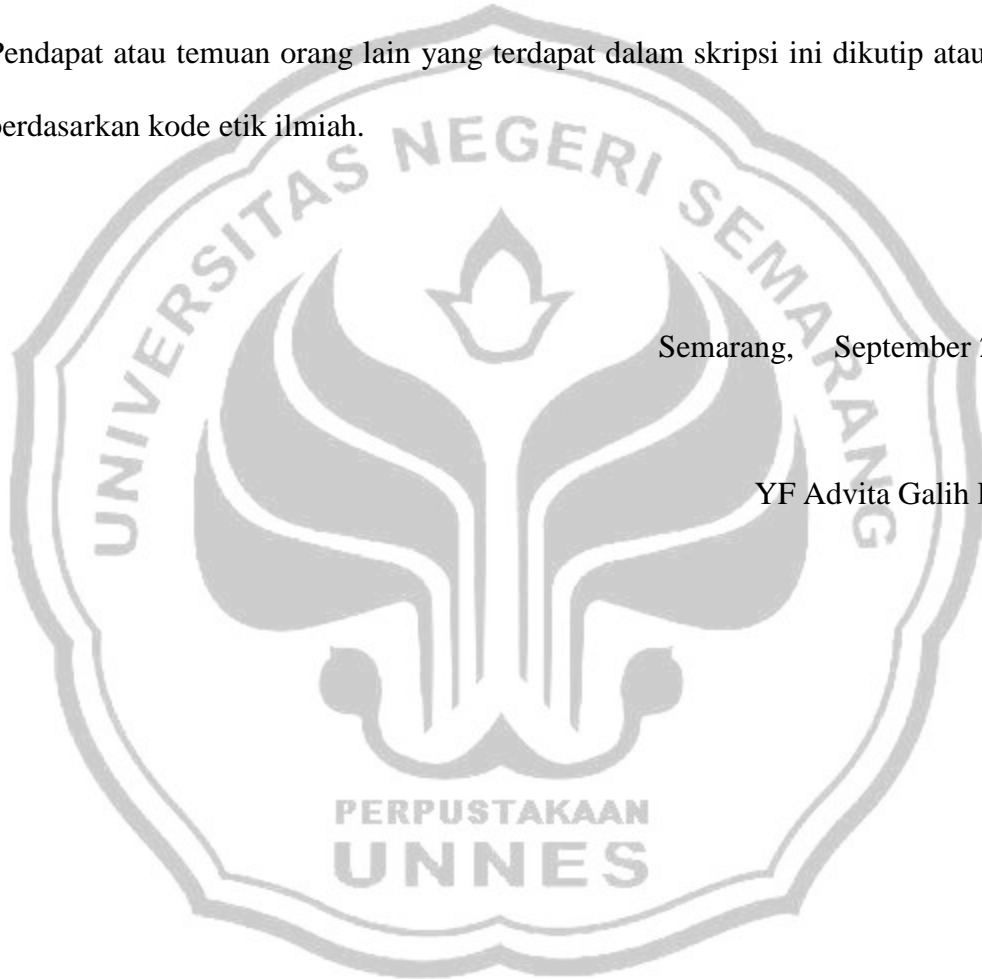 Pendapat atau temuan orang lain yang terdapat dalam skripsi ini dikutip atau
berdasarkan kode etik ilmiah.
UNIVERSITAS NEGERI SEMARANG
Semarang, September
YF Advita Galih
PERPUSTAKAAN
UNNES